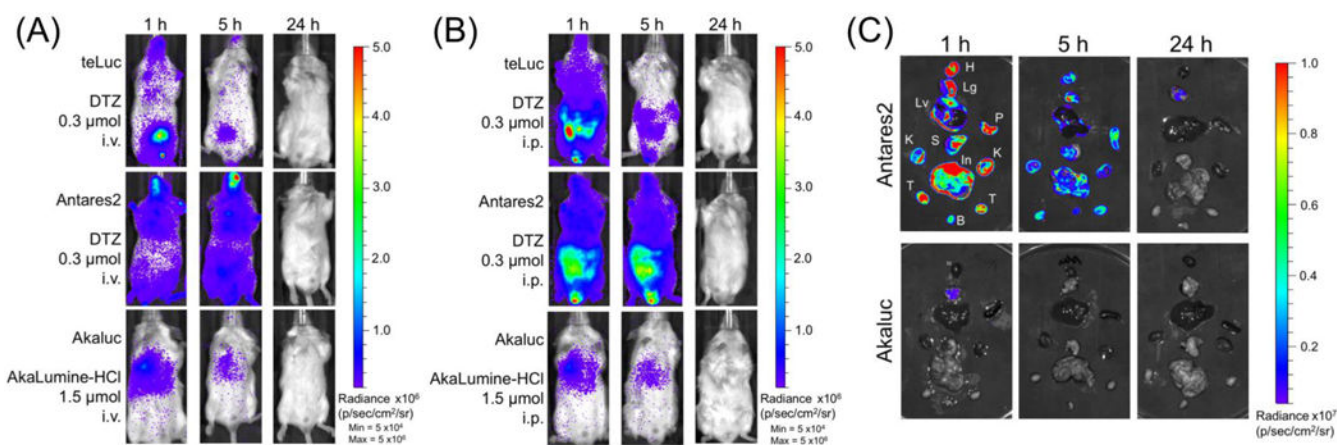 (A)
1 h 5 h 24 h
teLuc
DTZ
0.3 µmol
i.v.
Antares2
DTZ
0.3 µmol
i.v.
Akaluc
AkaLumine-HCl
1.5 µmol
i.v.
5.0
4.0
3.0
2.0
1.0
Radiance x10⁶
(p/sec/cm²/sr)
Min = 5 x10⁴
Max = 5 x10⁶
(B)
1 h 5 h 24 h
teLuc
DTZ
0.3 µmol
i.p.
Antares2
DTZ
0.3 µmol
i.p.
Akaluc
AkaLumine-HCl
1.5 µmol
i.p.
5.0
4.0
3.0
2.0
1.0
Radiance x10⁶
(p/sec/cm²/sr)
Min = 5 x10⁴
Max = 5 x10⁶
(C)
1 h 5 h 24 h
Antares2
H
Lg
Lv
P
S
K
K
In
T
T
B
Akaluc
1.0
0.8
0.6
0.4
0.2
Radiance x10⁷
(p/sec/cm²/sr)